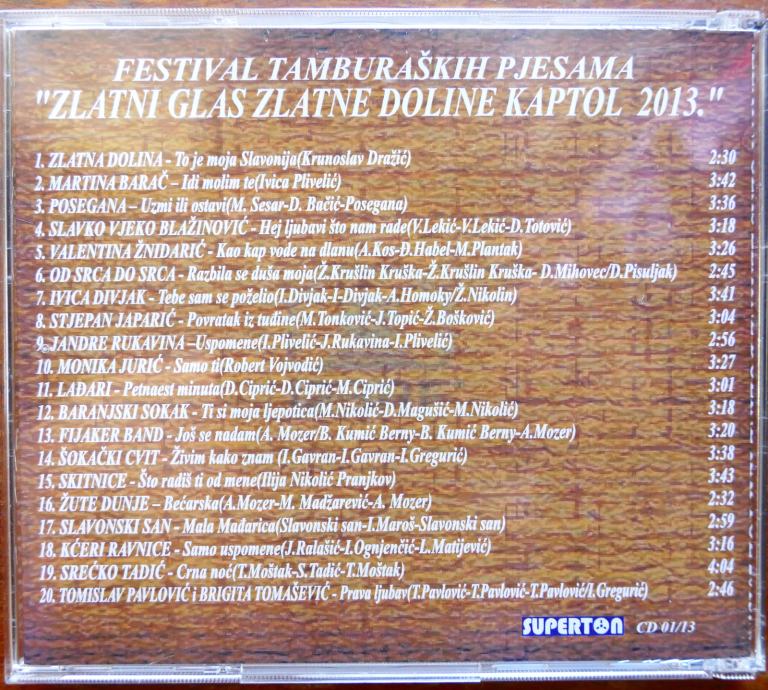 FESTIVAL TAMBURAŠKIH PJESAMA
"ZLATNI GLAS ZLATNE DOLINE KAPTOL 2013."
1. ZLATNA DOLINA - To je moja Slavonija(Krunoslav Dražić) 2:30
2. MARTINA BARAČ – Idi molim te(Ivica Plivelić) 3:42
3. POSEGANA – Uzmi ili ostavi(M. Sesar-D. Bačić-Posegana) 3:36
4. SLAVKO VJEKO BLAŽINOVIĆ - Hej ljubavi što nam rade(V.Lekić-V.Lekić-D.Totović) 3:18
5. VALENTINA ŽNIDARIĆ - Kao kap vode na dlanu(A.Kos-Đ.Habel-M.Plantak) 3:26
6. OD SRCA DO SRCA - Razbila se duša moja(Ž.Krušlin Kruška-Ž.Krušlin Kruška- D.Mihovec/D.Pisuljak) 2:45
7. IVICA DIVJAK - Tebe sam se poželio(I.Divjak-I-Divjak-A.Homoky/Ž.Nikolin) 3:41
8. STJEPAN JAPARIĆ - Povratak iz tuđine(M.Tonković-J.Topić-Ž.Bošković) 3:04
9. JANDRE RUKAVINA –Uspomene(I.Plivelić-J.Rukavina-I.Plivelić) 2:56
10. MONIKA JURIĆ - Samo ti(Robert Vojvodić) 3:27
11. LAĐARI - Petnaest minuta(D.Ciprić-D.Ciprić-M.Ciprić) 3:01
12. BARANJSKI SOKAK - Ti si moja ljepotica(M.Nikolić-D.Magušić-M.Nikolić) 3:18
13. FIJAKER BAND - Još se nadam(A. Mozer/B. Kumić Berny-B. Kumić Berny-A.Mozer) 3:20
14. ŠOKAČKI CVIT - Živim kako znam (I.Gavran-I.Gavran-I.Gregurić) 3:38
15. SKITNICE - Što radiš ti od mene(Ilija Nikolić Pranjkov) 3:43
16. ŽUTE DUNJE – Bećarska(A.Mozer-M. Madžarević-A. Mozer) 2:32
17. SLAVONSKI SAN - Mala Mađarica(Slavonski san-I.Maroš-Slavonski san) 2:59
18. KĆERI RAVNICE - Samo uspomene(J.Ralašić-I.Ognjenčić-L.Matijević) 3:16
19. SREĆKO TADIĆ - Crna noć(T.Moštak-S.Tadić-T.Moštak) 4:04
20. TOMISLAV PAVLOVIĆ i BRIGITA TOMAŠEVIĆ - Prava ljubav(T.Pavlović-T.Pavlović-T.Pavlović/I.Gregurić) 2:46
SUPERTON CD 01/13